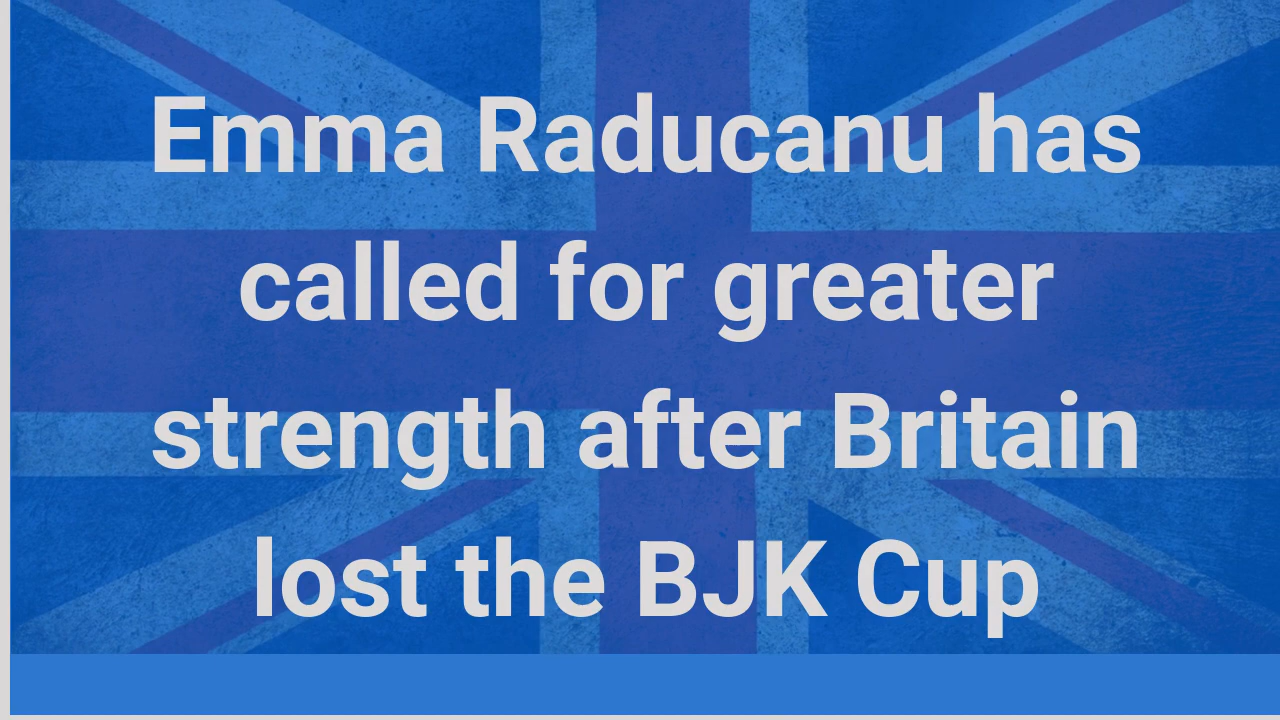 Emma Raducanu has
called for greater
strength after Britain
lost the BJK Cup